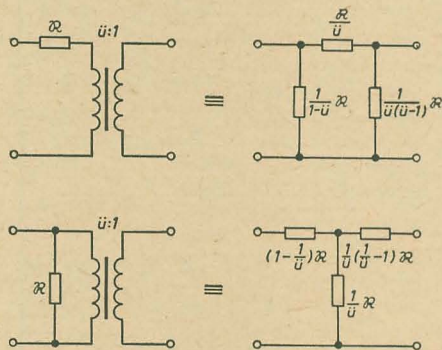 ℜ
ü:1
≡
ℜ/ü
1/(1-ü) ℜ
1/(ü(ü-1)) ℜ
ü:1
ℜ
≡
(1-1/ü)ℜ
1/ü(1/ü-1)ℜ
1/ü ℜ